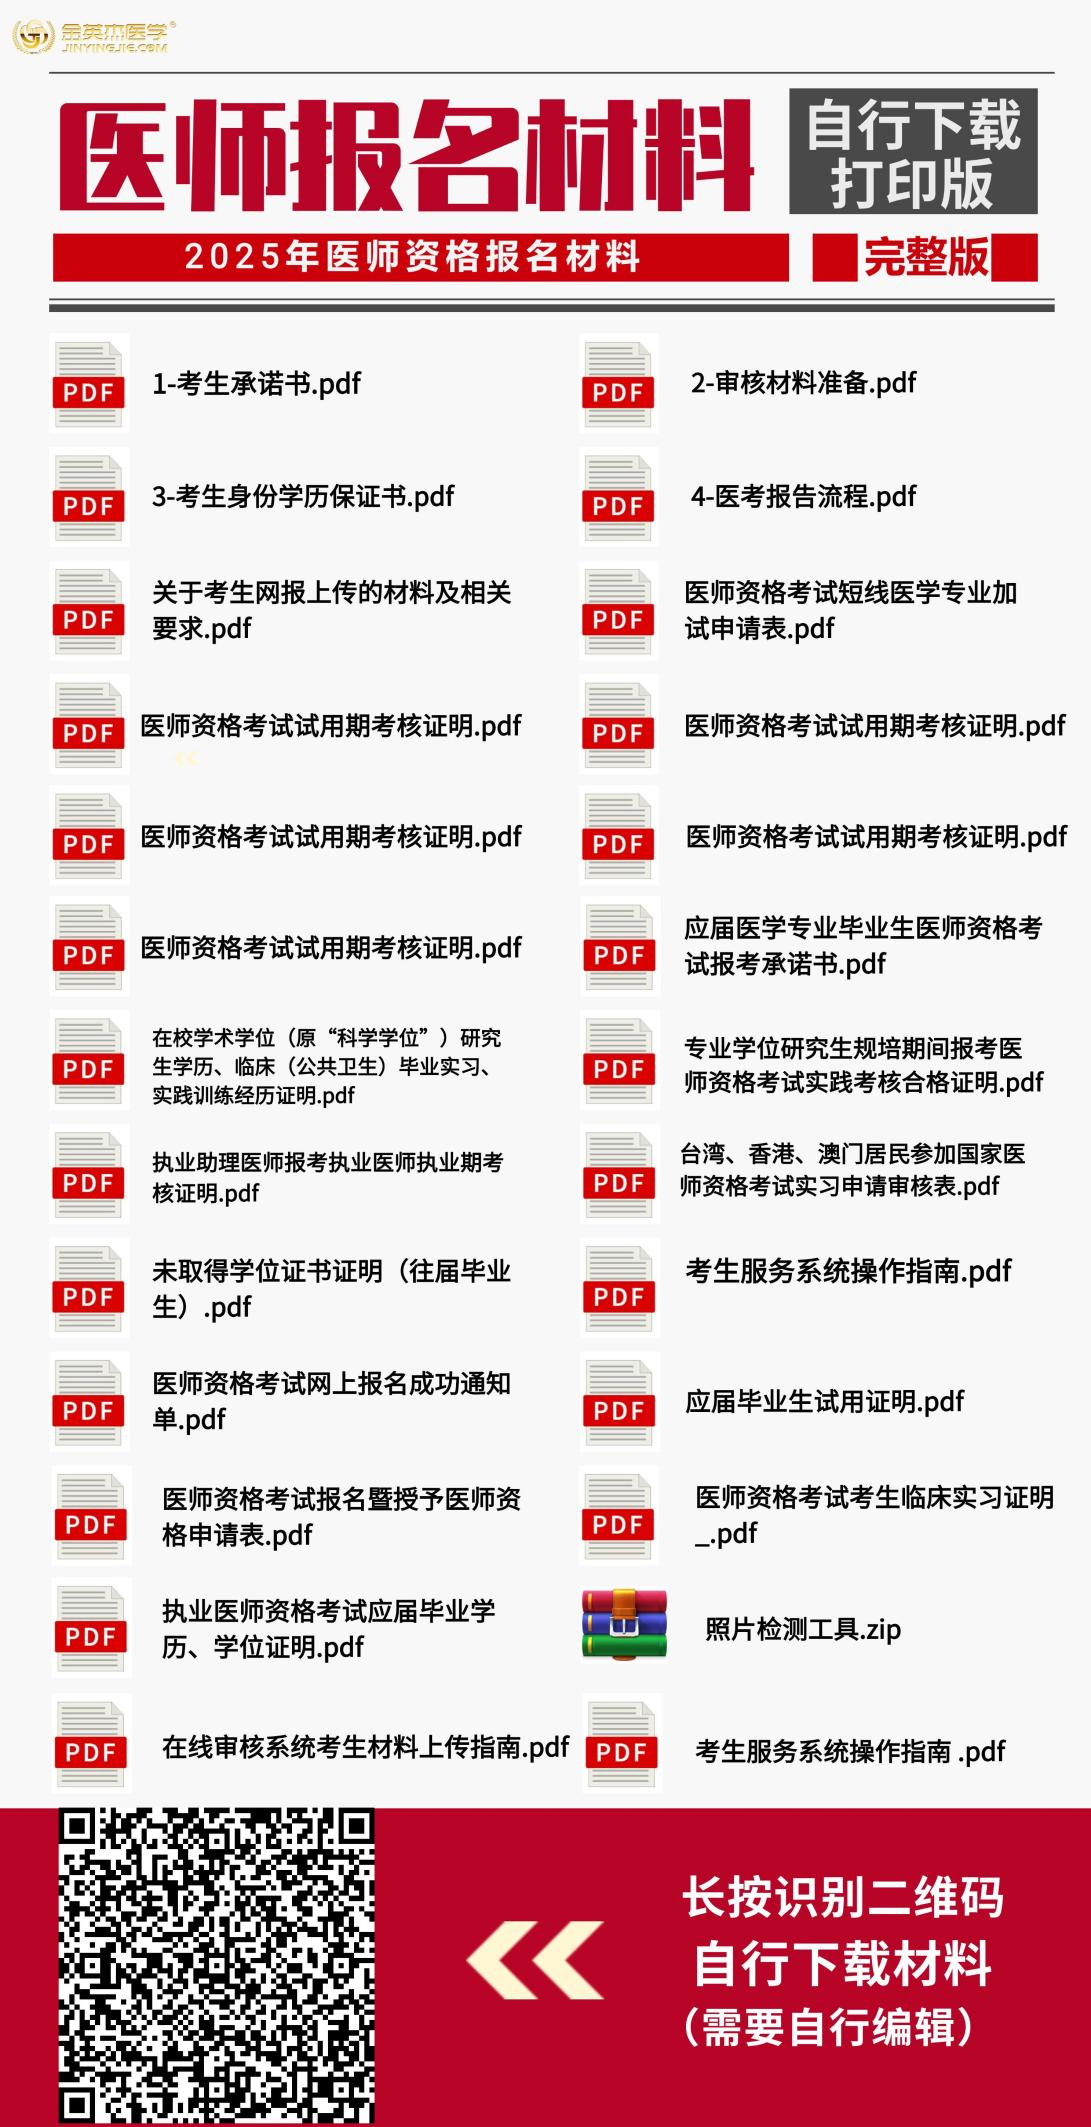 金英杰医学®
JINYINGJIE.COM
医师报名材料
自行下载
打印版
2025年医师资格报名材料
完整版
PDF
1-考生承诺书.pdf
PDF
2-审核材料准备.pdf
PDF
3-考生身份学历保证书.pdf
PDF
4-医考报告流程.pdf
PDF
关于考生网报上传的材料及相关
要求.pdf
PDF
医师资格考试短线医学专业加
试申请表.pdf
PDF
医师资格考试试用期考核证明.pdf
PDF
医师资格考试试用期考核证明.pdf
PDF
医师资格考试试用期考核证明.pdf
PDF
医师资格考试试用期考核证明.pdf
PDF
医师资格考试试用期考核证明.pdf
PDF
应届医学专业毕业生医师资格考
试报考承诺书.pdf
PDF
在校学术学位（原“科学学位”）研究
生学历、临床（公共卫生）毕业实习、
实践训练经历证明.pdf
PDF
专业学位研究生规培期间报考医
师资格考试实践考核合格证明.pdf
PDF
执业助理医师报考执业医师执业期考
核证明.pdf
PDF
台湾、香港、澳门居民参加国家医
师资格考试实习申请审核表.pdf
PDF
未取得学位证书证明（往届毕业
生）.pdf
PDF
考生服务系统操作指南.pdf
PDF
医师资格考试网上报名成功通知
单.pdf
PDF
应届毕业生试用证明.pdf
PDF
医师资格考试报名暨授予医师资
格申请表.pdf
PDF
医师资格考试考生临床实习证明
_.pdf
PDF
执业医师资格考试应届毕业学
历、学位证明.pdf
照片检测工具.zip
PDF
在线审核系统考生材料上传指南.pdf
PDF
考生服务系统操作指南 .pdf
长按识别二维码
自行下载材料
（需要自行编辑）